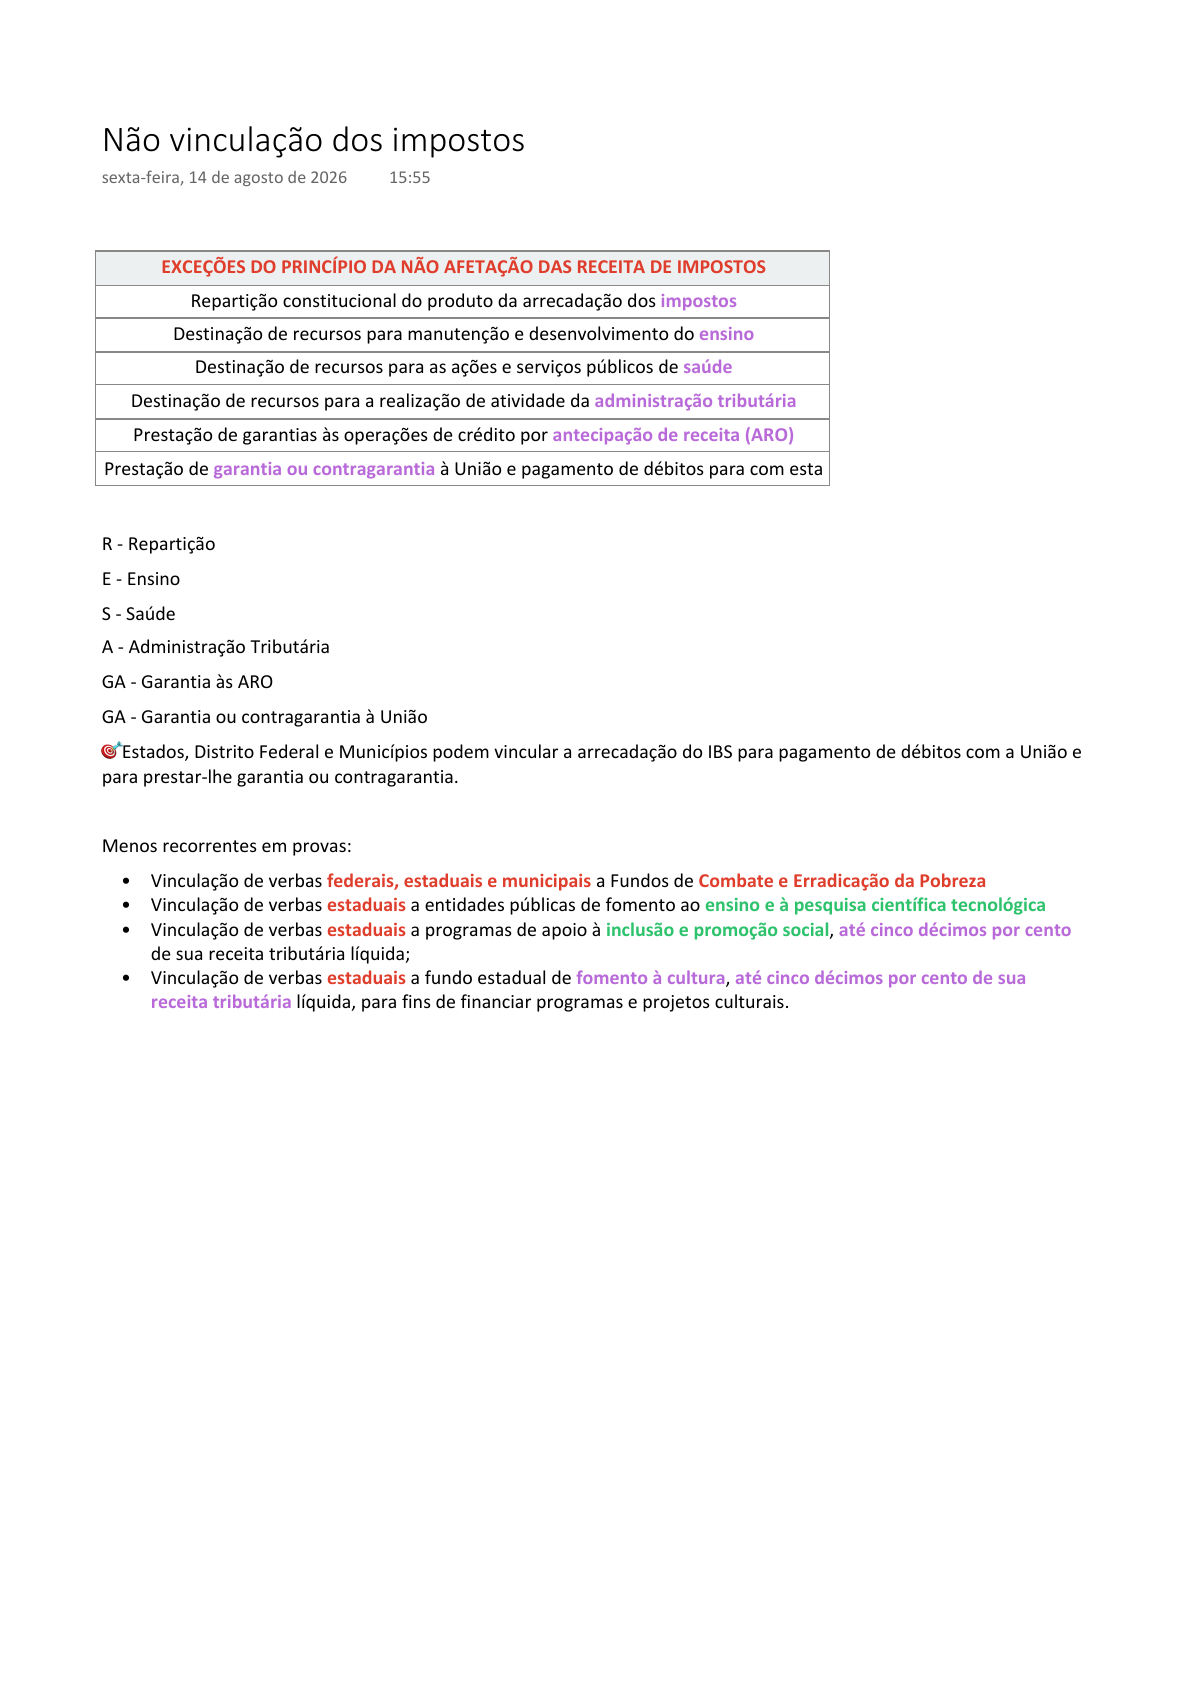 Não vinculação dos impostos
sexta-feira, 14 de agosto de 2026 15:55
EXCEÇÕES DO PRINCÍPIO DA NÃO AFETAÇÃO DAS RECEITA DE IMPOSTOS
Repartição constitucional do produto da arrecadação dos impostos
Destinação de recursos para manutenção e desenvolvimento do ensino
Destinação de recursos para as ações e serviços públicos de saúde
Destinação de recursos para a realização de atividade da administração tributária
Prestação de garantias às operações de crédito por antecipação de receita (ARO)
Prestação de garantia ou contragarantia à União e pagamento de débitos para com esta
R - Repartição
E - Ensino
S - Saúde
A - Administração Tributária
GA - Garantia às ARO
GA - Garantia ou contragarantia à União
🎯Estados, Distrito Federal e Municípios podem vincular a arrecadação do IBS para pagamento de débitos com a União e
para prestar-lhe garantia ou contragarantia.
Menos recorrentes em provas:
• Vinculação de verbas federais, estaduais e municipais a Fundos de Combate e Erradicação da Pobreza
• Vinculação de verbas estaduais a entidades públicas de fomento ao ensino e à pesquisa científica tecnológica
• Vinculação de verbas estaduais a programas de apoio à inclusão e promoção social, até cinco décimos por cento
de sua receita tributária líquida;
• Vinculação de verbas estaduais a fundo estadual de fomento à cultura, até cinco décimos por cento de sua
receita tributária líquida, para fins de financiar programas e projetos culturais.